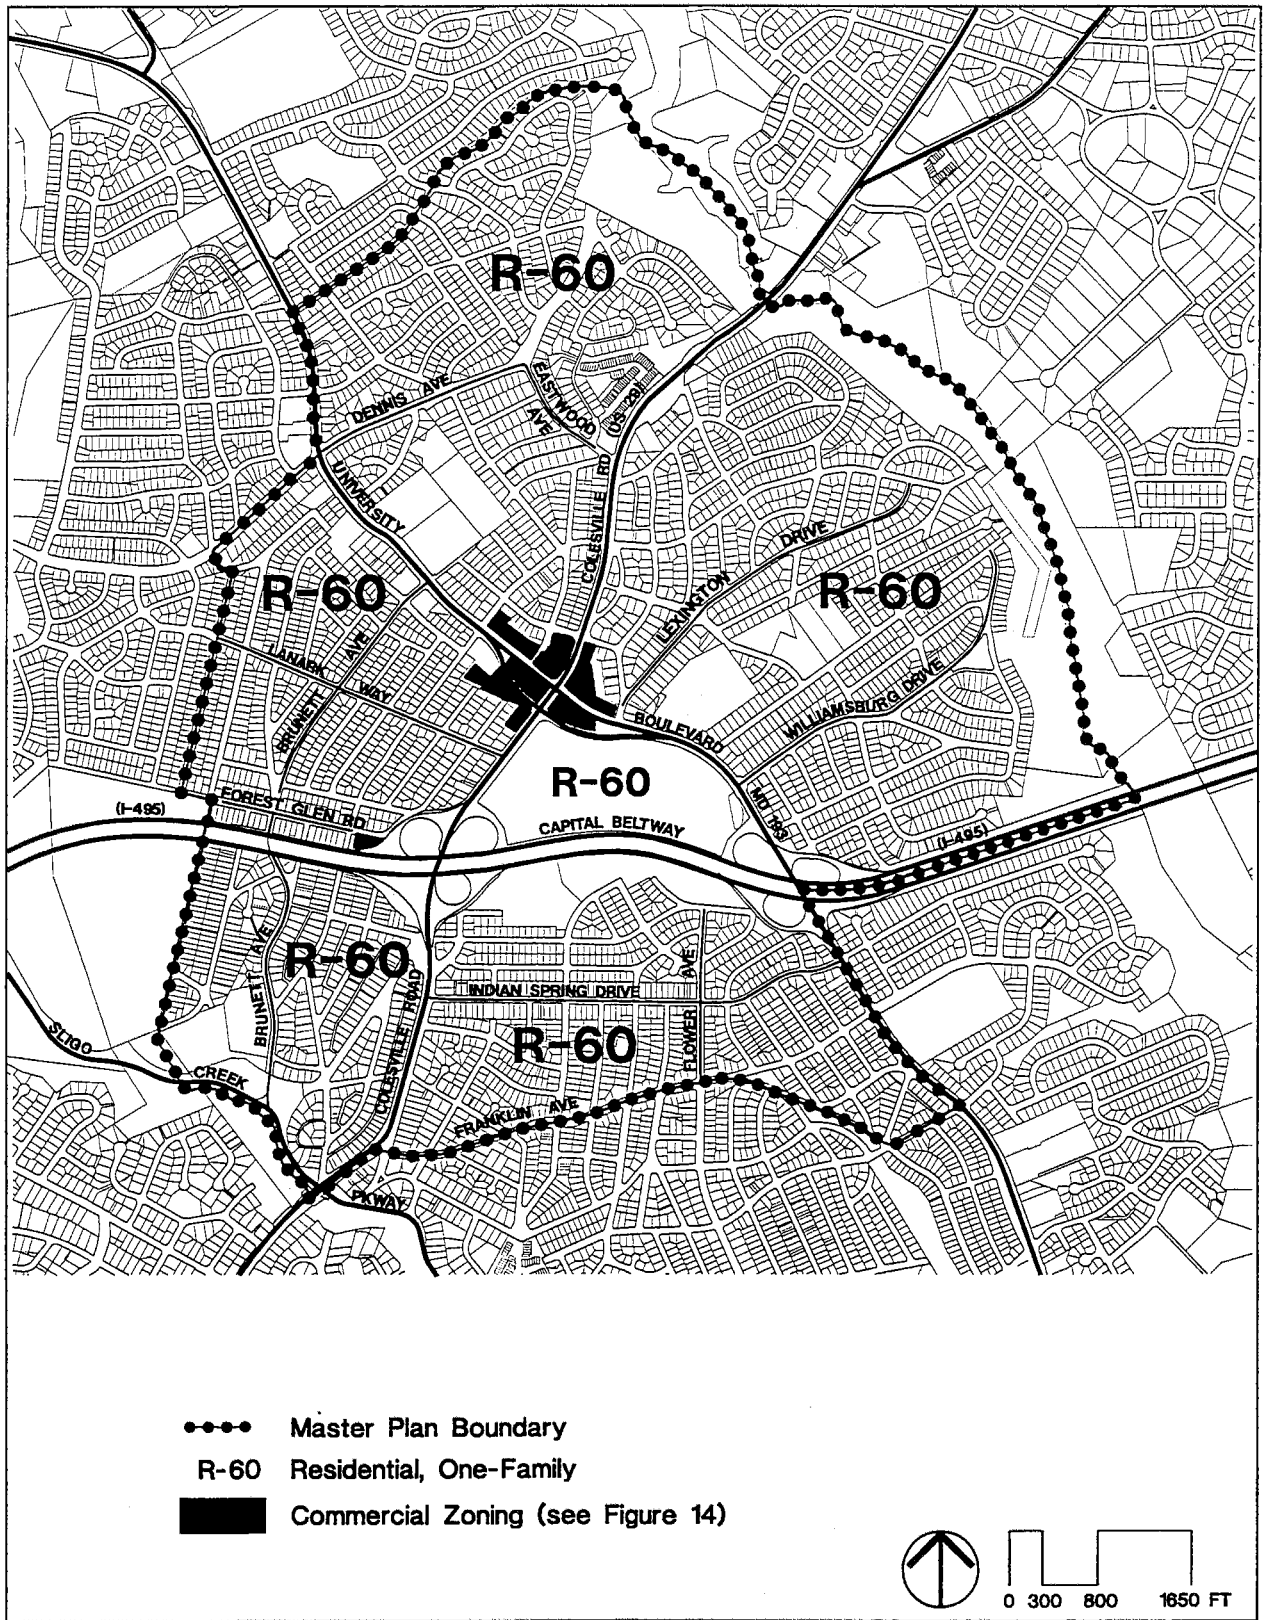 R-60
DENNIS AVE
EASTWOOD
AVE
(US 29)
UNIVERSITY
COLESVILLE RD
LEXINGTON DRIVE
R-60
R-60
LANARK WAY
BRUNETT AVE
WILLIAMSBURG DRIVE
BOULEVARD
R-60
MD 193
FOREST GLEN RD
(I-495)
CAPITAL BELTWAY
(I-495)
R-60
BRUNETT AVE
COLESVILLE ROAD
INDIAN SPRING DRIVE
FLOWER AVE
R-60
SLIGO CREEK
FRANKLIN AVE
PKWAY
Master Plan Boundary
R-60 Residential, One-Family
Commercial Zoning (see Figure 14)
0 300 800 1650 FT